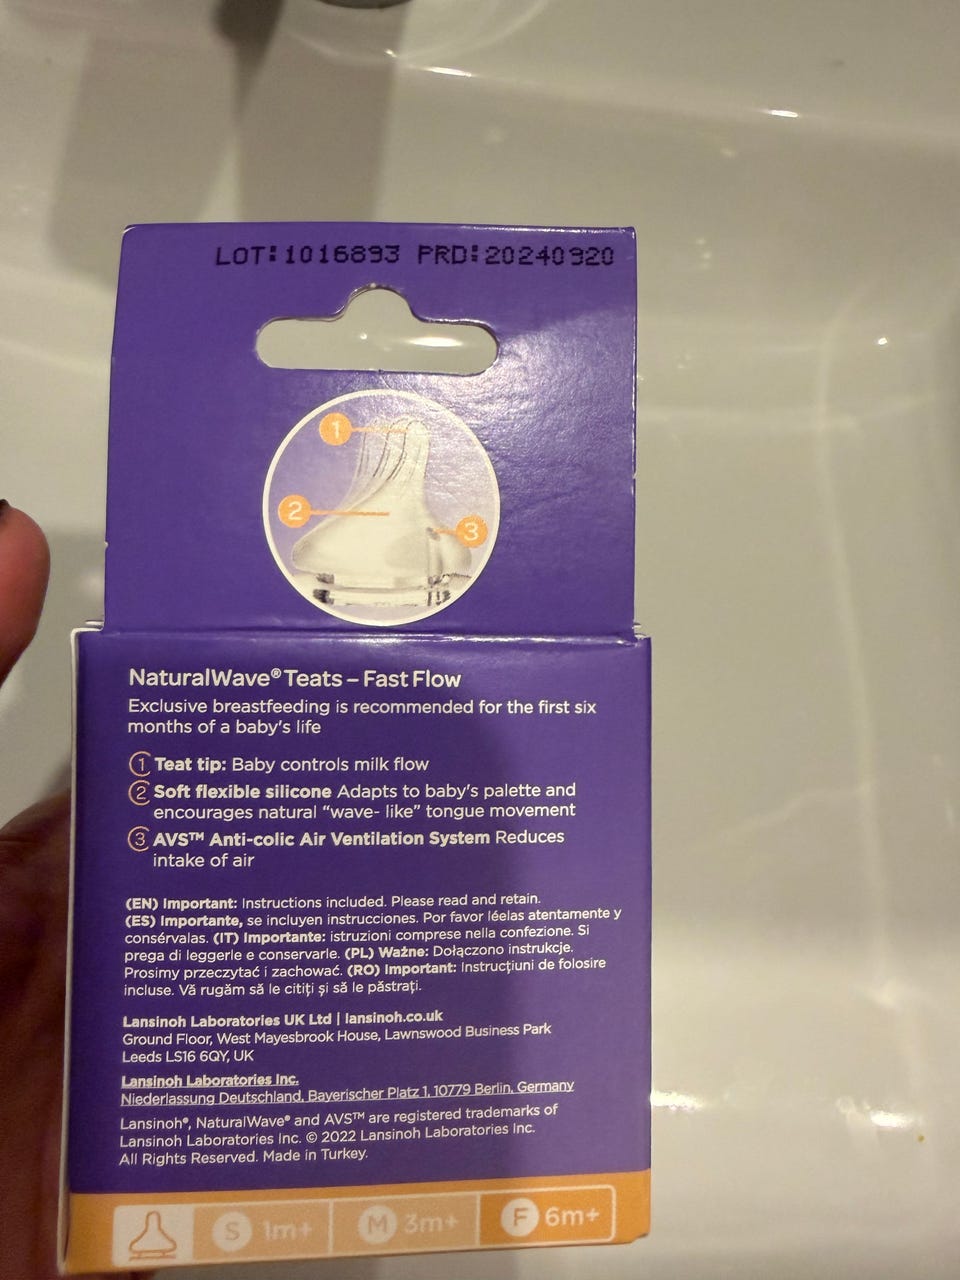 LOT:1016893 PRD:20240920
1
2
3
NaturalWave® Teats – Fast Flow
Exclusive breastfeeding is recommended for the first six
months of a baby's life
1 Teat tip: Baby controls milk flow
2 Soft flexible silicone Adapts to baby's palette and
encourages natural "wave- like" tongue movement
3 AVS™ Anti-colic Air Ventilation System Reduces
intake of air
(EN) Important: Instructions included. Please read and retain.
(ES) Importante, se incluyen instrucciones. Por favor léelas atentamente y
consérvalas. (IT) Importante: istruzioni comprese nella confezione. Si
prega di leggerle e conservarle. (PL) Ważne: Dołączono instrukcje.
Prosimy przeczytać i zachować. (RO) Important: Instrucțiuni de folosire
incluse. Vă rugăm să le citiți și să le păstrați.
Lansinoh Laboratories UK Ltd | lansinoh.co.uk
Ground Floor, West Mayesbrook House, Lawnswood Business Park
Leeds LS16 6QY, UK
Lansinoh Laboratories Inc.
Niederlassung Deutschland, Bayerischer Platz 1, 10779 Berlin, Germany
Lansinoh®, NaturalWave® and AVS™ are registered trademarks of
Lansinoh Laboratories Inc. © 2022 Lansinoh Laboratories Inc.
All Rights Reserved. Made in Turkey.
S 1m+ M 3m+ F 6m+